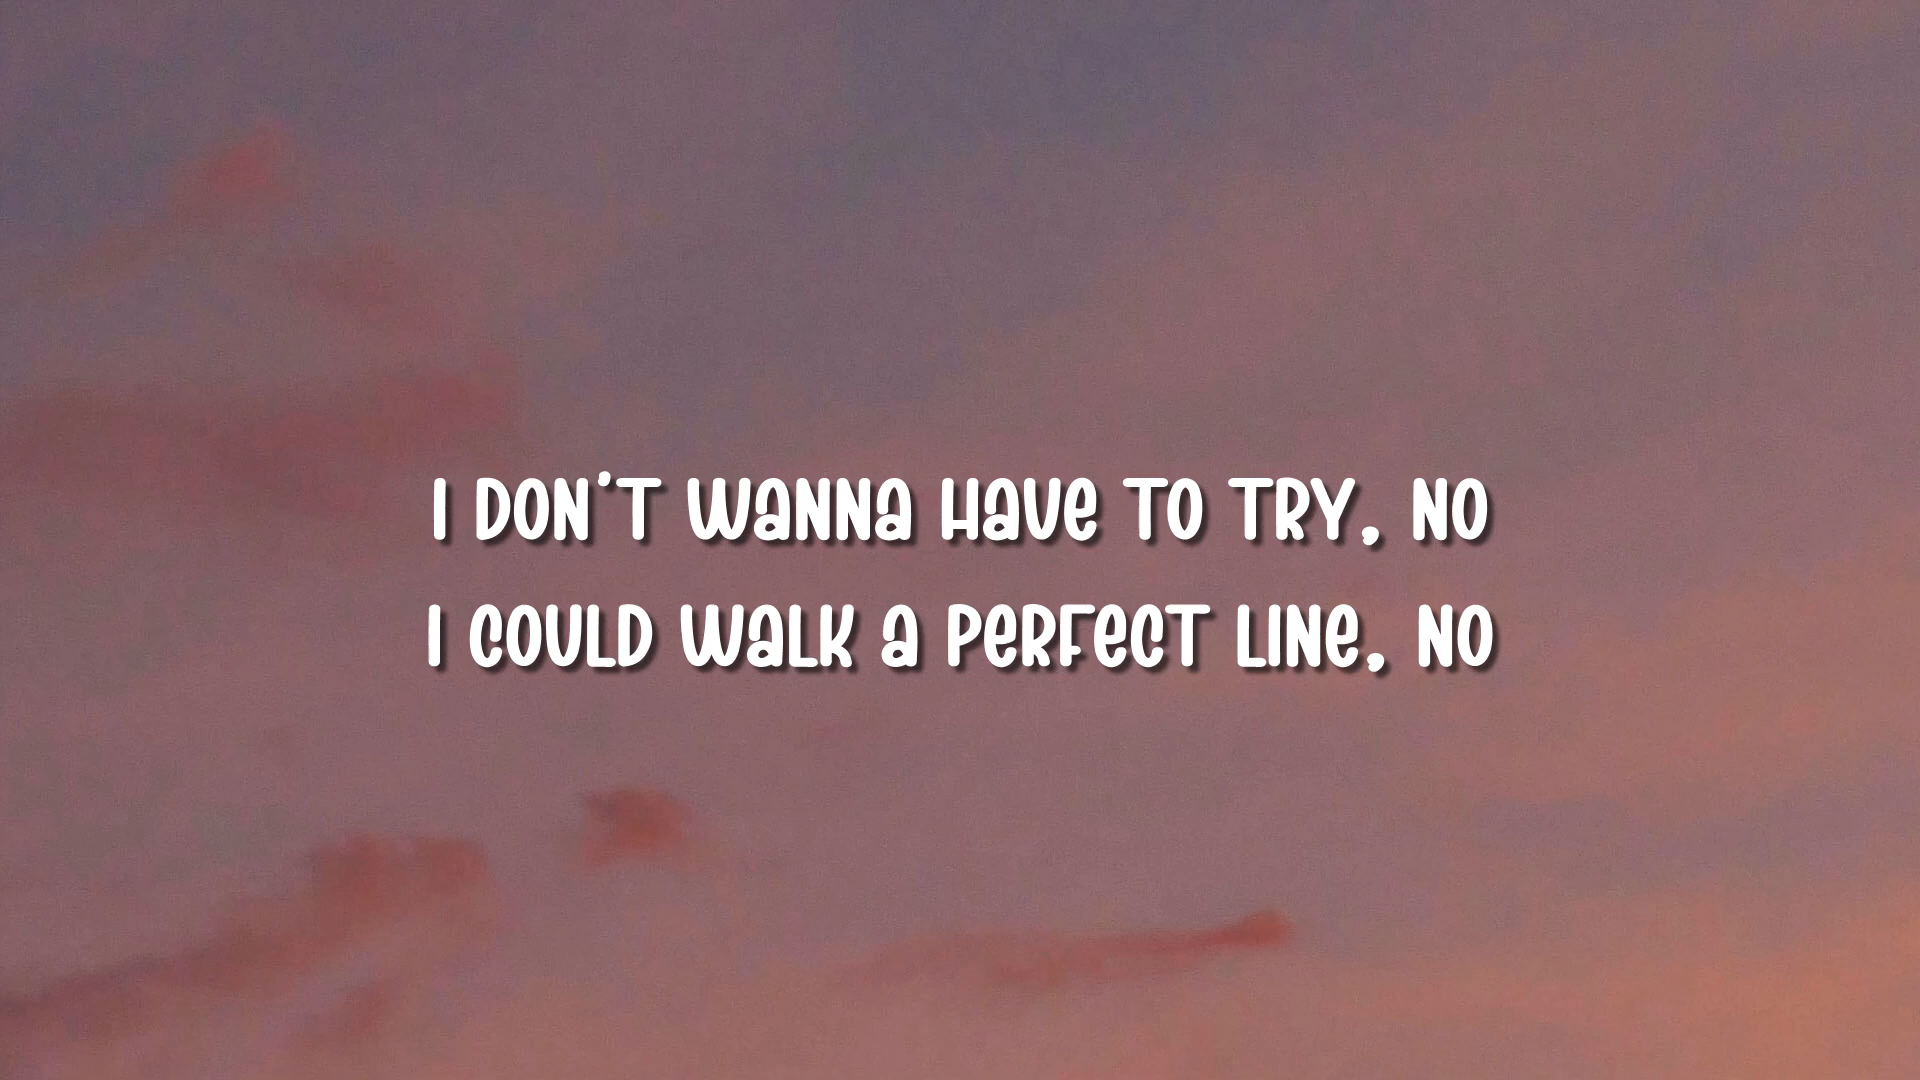 I DON'T WANNA HAVE TO TRY, NO
I COULD WALK A PERFECT LINE, NO